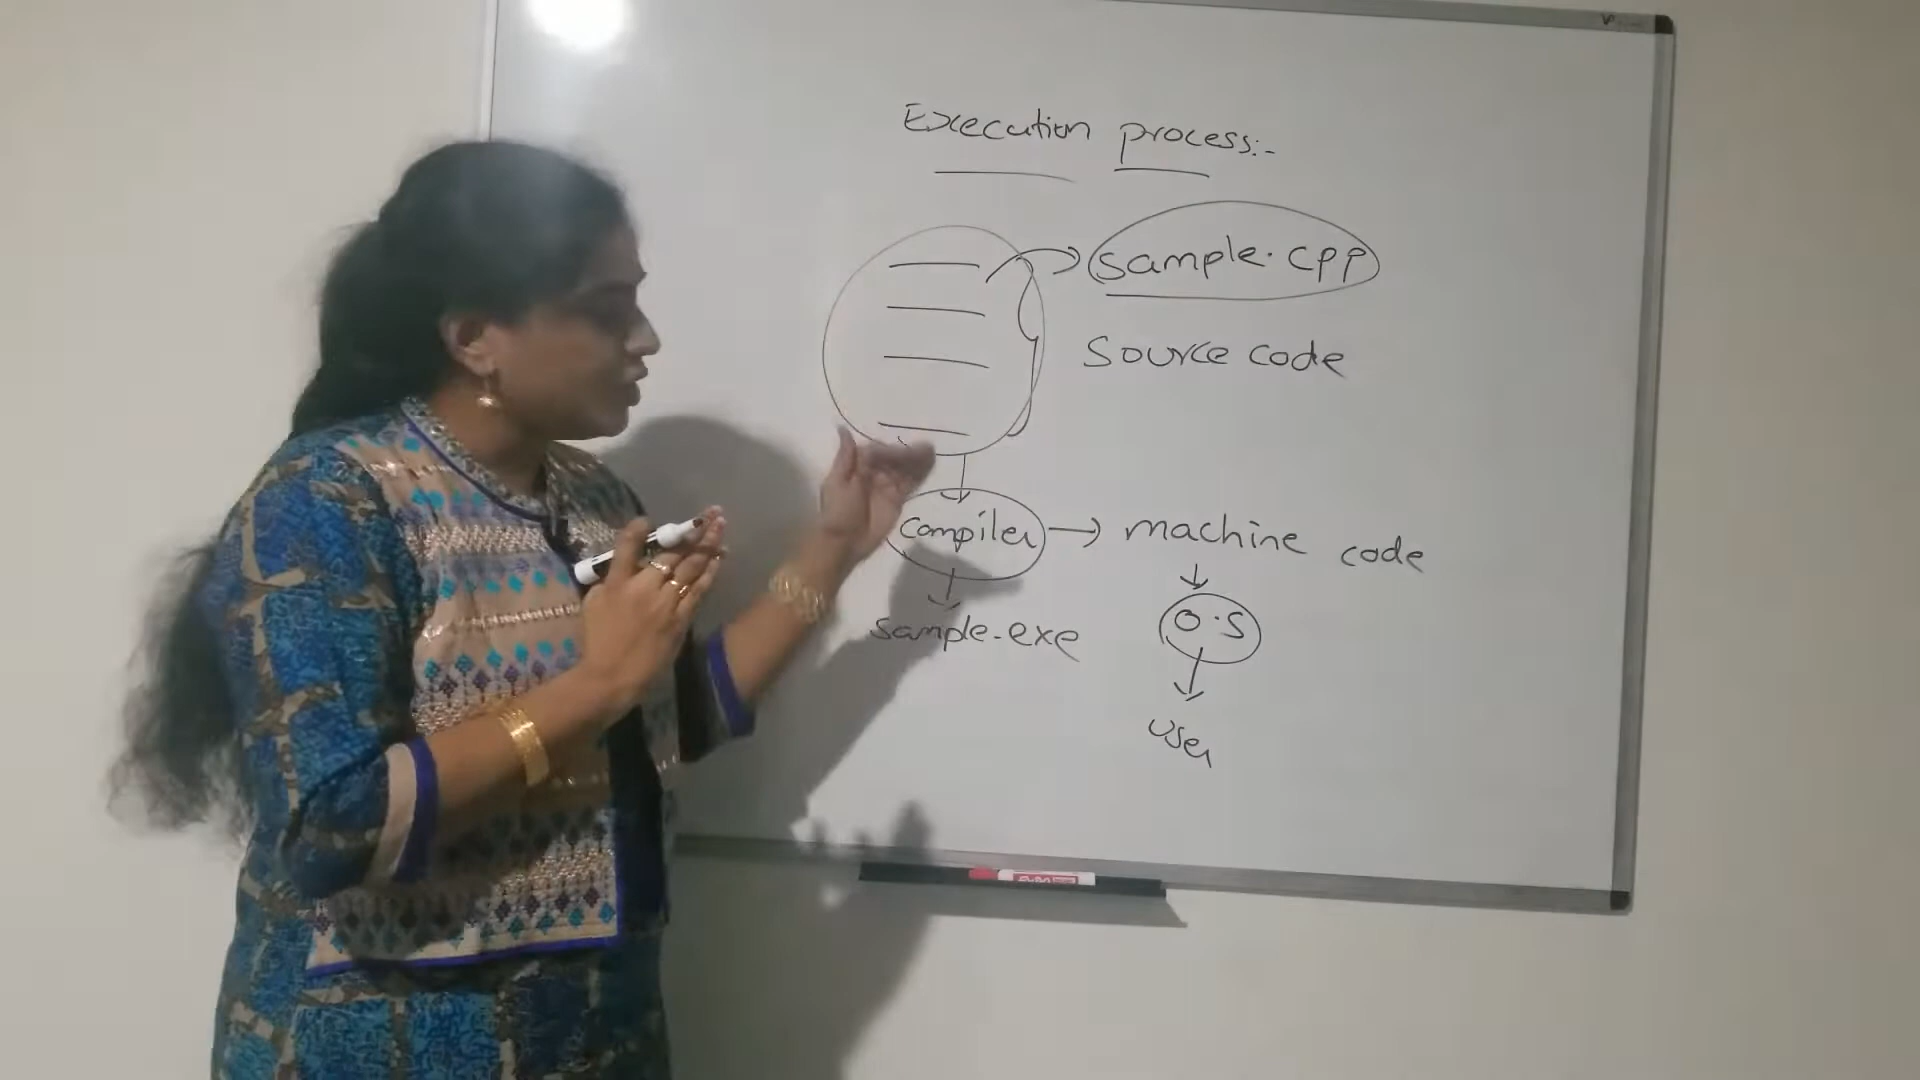 Execution process:-
sample.cpp
Source code
compiler → machine code
sample.exe
O.S
user